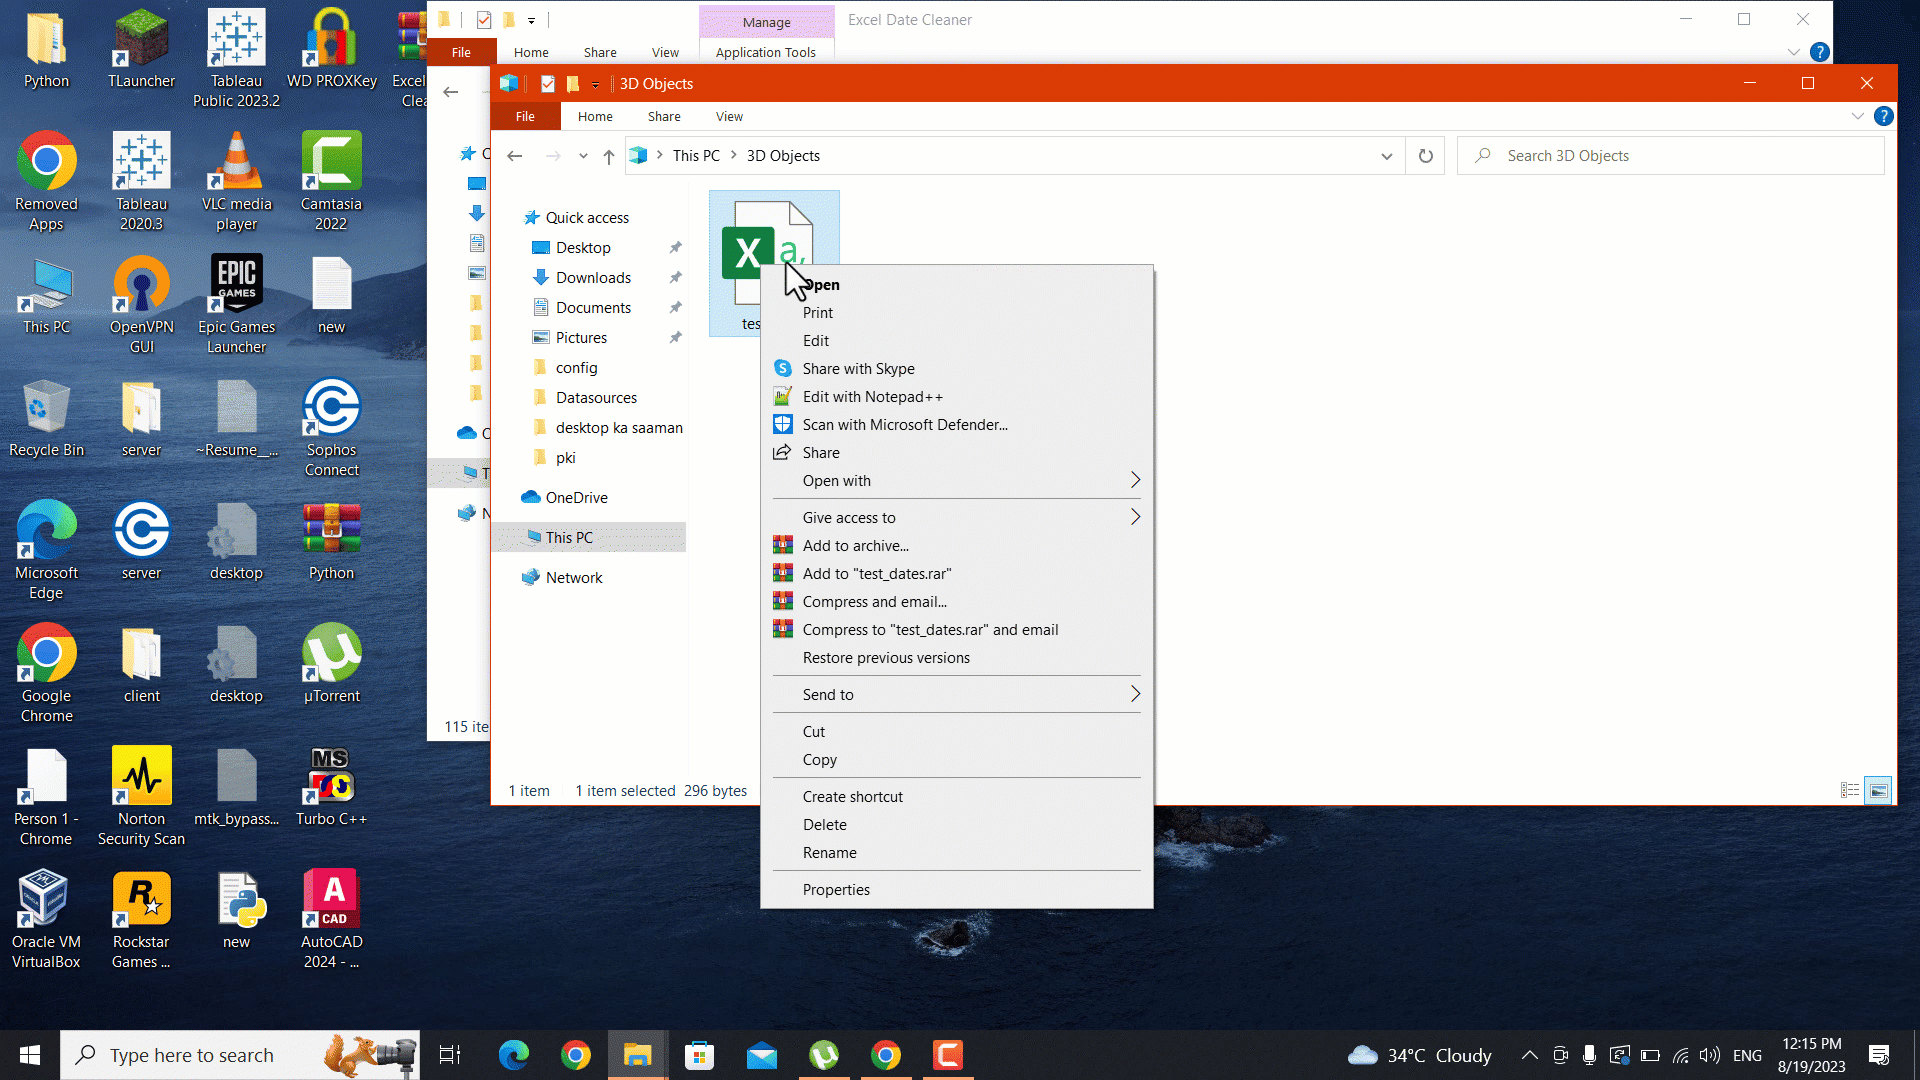 Python
TLauncher
Tableau
Public 2023.2
WD PROXKey
Excel
Clea
Removed
Apps
Tableau
2020.3
VLC media
player
Camtasia
2022
This PC
OpenVPN
GUI
EPIC
GAMES
Epic Games
Launcher
new
Recycle Bin
server
~Resume__...
Sophos
Connect
Microsoft
Edge
server
desktop
Python
Google
Chrome
client
desktop
µTorrent
Person 1 -
Chrome
Norton
Security Scan
mtk_bypass...
MS
Turbo C++
Oracle VM
VirtualBox
Rockstar
Games ...
new
A
CAD
AutoCAD
2024 - ...
Manage
Excel Date Cleaner
File
Home
Share
View
Application Tools
115 ite
3D Objects
File
Home
Share
View
This PC
3D Objects
Search 3D Objects
Quick access
Desktop
Downloads
Documents
Pictures
config
Datasources
desktop ka saaman
pki
OneDrive
This PC
Network
X
a,
tes
1 item
1 item selected
296 bytes
Open
Print
Edit
Share with Skype
Edit with Notepad++
Scan with Microsoft Defender...
Share
Open with
Give access to
Add to archive...
Add to "test_dates.rar"
Compress and email...
Compress to "test_dates.rar" and email
Restore previous versions
Send to
Cut
Copy
Create shortcut
Delete
Rename
Properties
Type here to search
34°C Cloudy
ENG
12:15 PM
8/19/2023